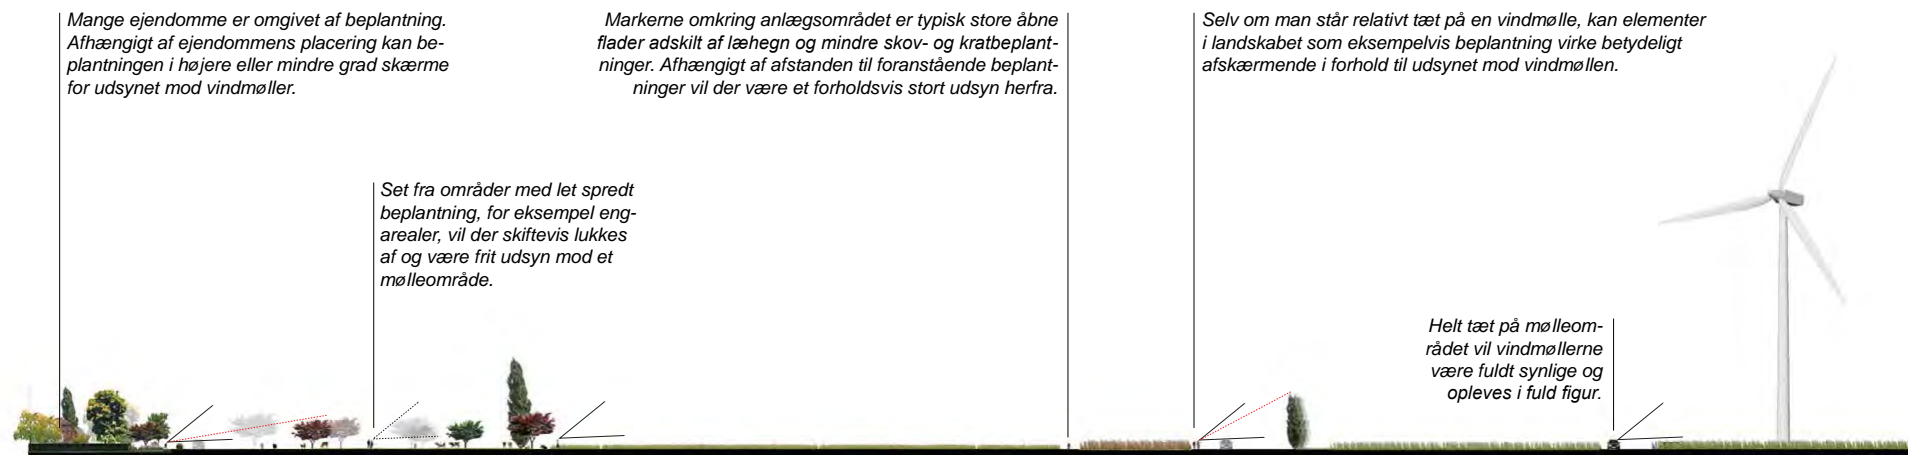 Mange ejendomme er omgivet af beplantning.
Afhængigt af ejendommens placering kan be-
plantningen i højere eller mindre grad skærme
for udsynet mod vindmøller.
Set fra områder med let spredt
beplantning, for eksempel eng-
arealer, vil der skiftevis lukkes
af og være frit udsyn mod et
mølleområde.
Markerne omkring anlægsområdet er typisk store åbne
flader adskilt af læhegn og mindre skov- og kratbeplant-
ninger. Afhængigt af afstanden til foranstående beplant-
ninger vil der være et forholdsvis stort udsyn herfra.
Selv om man står relativt tæt på en vindmølle, kan elementer
i landskabet som eksempelvis beplantning virke betydeligt
afskærmende i forhold til udsynet mod vindmøllen.
Helt tæt på mølleom-
rådet vil vindmøllerne
være fuldt synlige og
opleves i fuld figur.